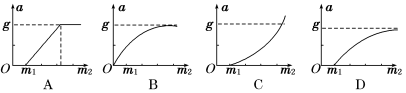 a a a a
g g g g
O m₁ m₂ O m₁ m₂ O m₁ m₂ O m₁ m₂
A B C D